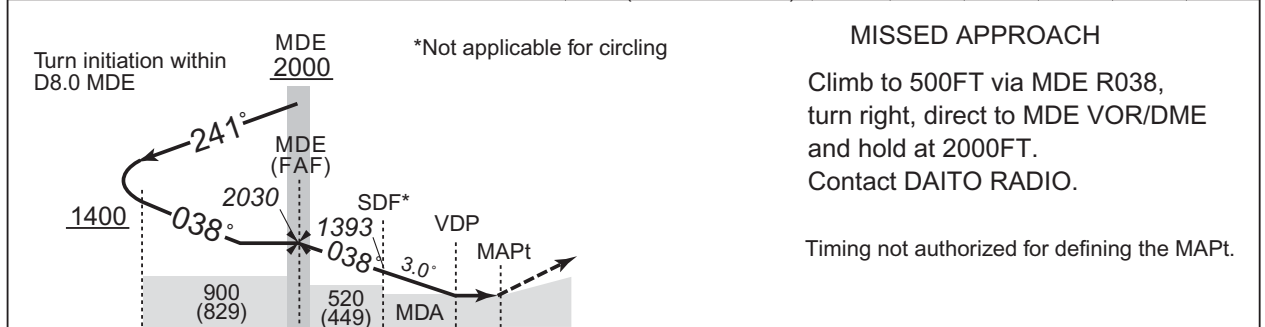 Turn initiation within
D8.0 MDE
MDE
2000
*Not applicable for circling
241°
MDE
(FAF)
2030
1400
038°
SDF*
1393
038°
3.0°
VDP
MAPt
900
(829)
520
(449)
MDA
MISSED APPROACH
Climb to 500FT via MDE R038,
turn right, direct to MDE VOR/DME
and hold at 2000FT.
Contact DAITO RADIO.
Timing not authorized for defining the MAPt.